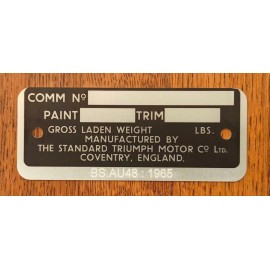 COMM Nº
PAINT TRIM
GROSS LADEN WEIGHT LBS.
MANUFACTURED BY
THE STANDARD TRIUMPH MOTOR Cº LTD.
COVENTRY, ENGLAND.
BS.AU48 : 1965